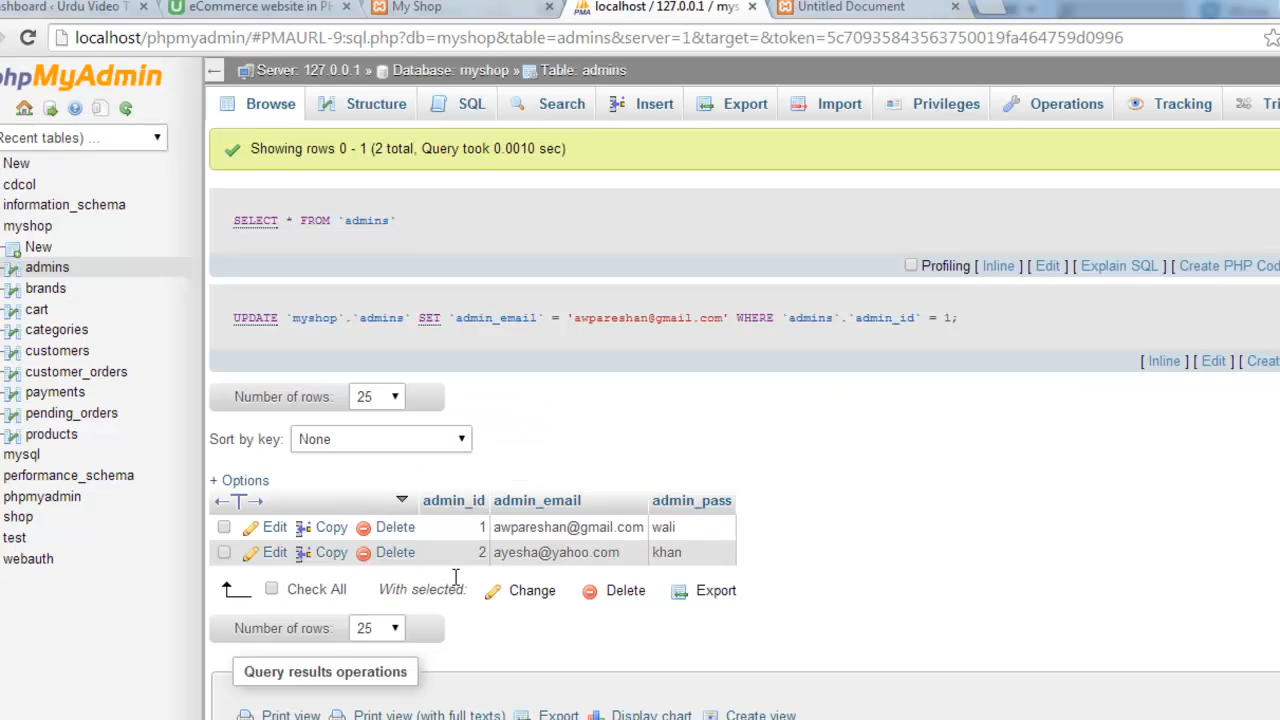 ashboard ‹ Urdu Video T
eCommerce website in PH
My Shop
localhost / 127.0.0.1 / mys
Untitled Document
localhost/phpmyadmin/#PMAURL-9:sql.php?db=myshop&table=admins&server=1&target=&token=5c70935843563750019fa464759d0996
phpMyAdmin
Server: 127.0.0.1 » Database: myshop » Table: admins
Browse Structure SQL Search Insert Export Import Privileges Operations Tracking Tri
Recent tables) ...
New
cdcol
information_schema
myshop
New
admins
brands
cart
categories
customers
customer_orders
payments
pending_orders
products
mysql
performance_schema
phpmyadmin
shop
test
webauth
Showing rows 0 - 1 (2 total, Query took 0.0010 sec)
SELECT * FROM `admins`
Profiling [ Inline ] [ Edit ] [ Explain SQL ] [ Create PHP Cod
UPDATE `myshop`.`admins` SET `admin_email` = 'awpareshan@gmail.com' WHERE `admins`.`admin_id` = 1;
[ Inline ] [ Edit ] [ Creat
Number of rows: 25
Sort by key: None
+ Options
←T→ admin_id admin_email admin_pass
Edit Copy Delete 1 awpareshan@gmail.com wali
Edit Copy Delete 2 ayesha@yahoo.com khan
Check All With selected: Change Delete Export
Number of rows: 25
Query results operations
Print view Print view (with full texts) Export Display chart Create view